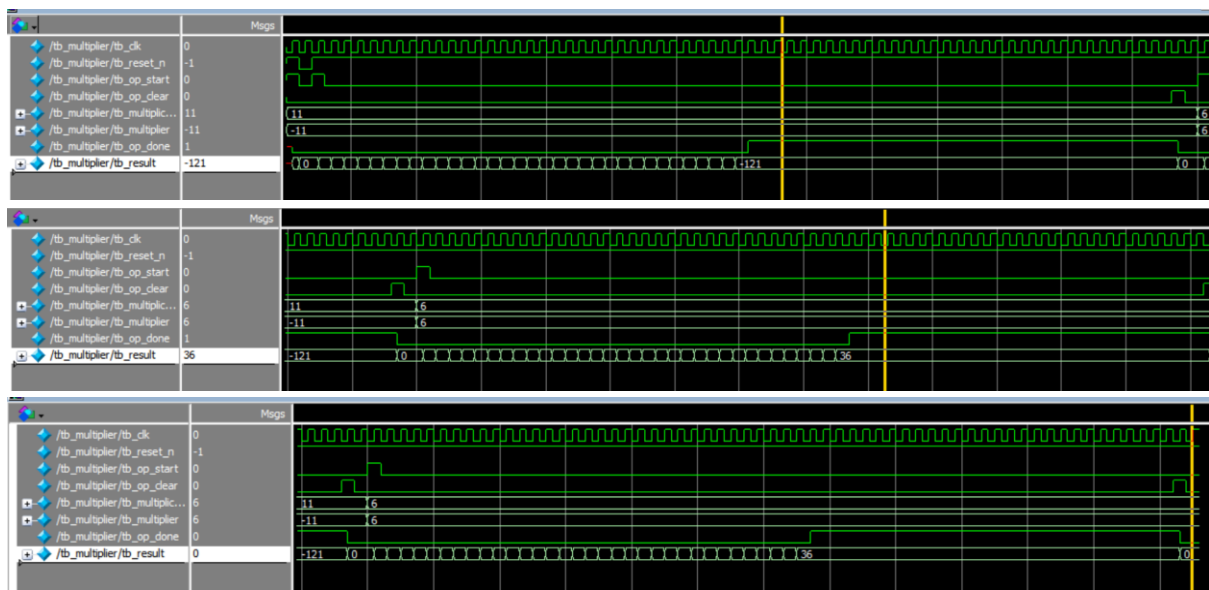 Msgs
/tb_multiplier/tb_clk 0
/tb_multiplier/tb_reset_n -1
/tb_multiplier/tb_op_start 0
/tb_multiplier/tb_op_clear 0
/tb_multiplier/tb_multiplic... 11 11 6
/tb_multiplier/tb_multiplier -11 -11 6
/tb_multiplier/tb_op_done 1
/tb_multiplier/tb_result -121 0 -121 0
Msgs
/tb_multiplier/tb_clk 0
/tb_multiplier/tb_reset_n -1
/tb_multiplier/tb_op_start 0
/tb_multiplier/tb_op_clear 0
/tb_multiplier/tb_multiplic... 6 11 6
/tb_multiplier/tb_multiplier 6 -11 6
/tb_multiplier/tb_op_done 1
/tb_multiplier/tb_result 36 -121 0 36
Msgs
/tb_multiplier/tb_clk 0
/tb_multiplier/tb_reset_n -1
/tb_multiplier/tb_op_start 0
/tb_multiplier/tb_op_clear 0
/tb_multiplier/tb_multiplic... 6 11 6
/tb_multiplier/tb_multiplier 6 -11 6
/tb_multiplier/tb_op_done 0
/tb_multiplier/tb_result 0 -121 0 36 0